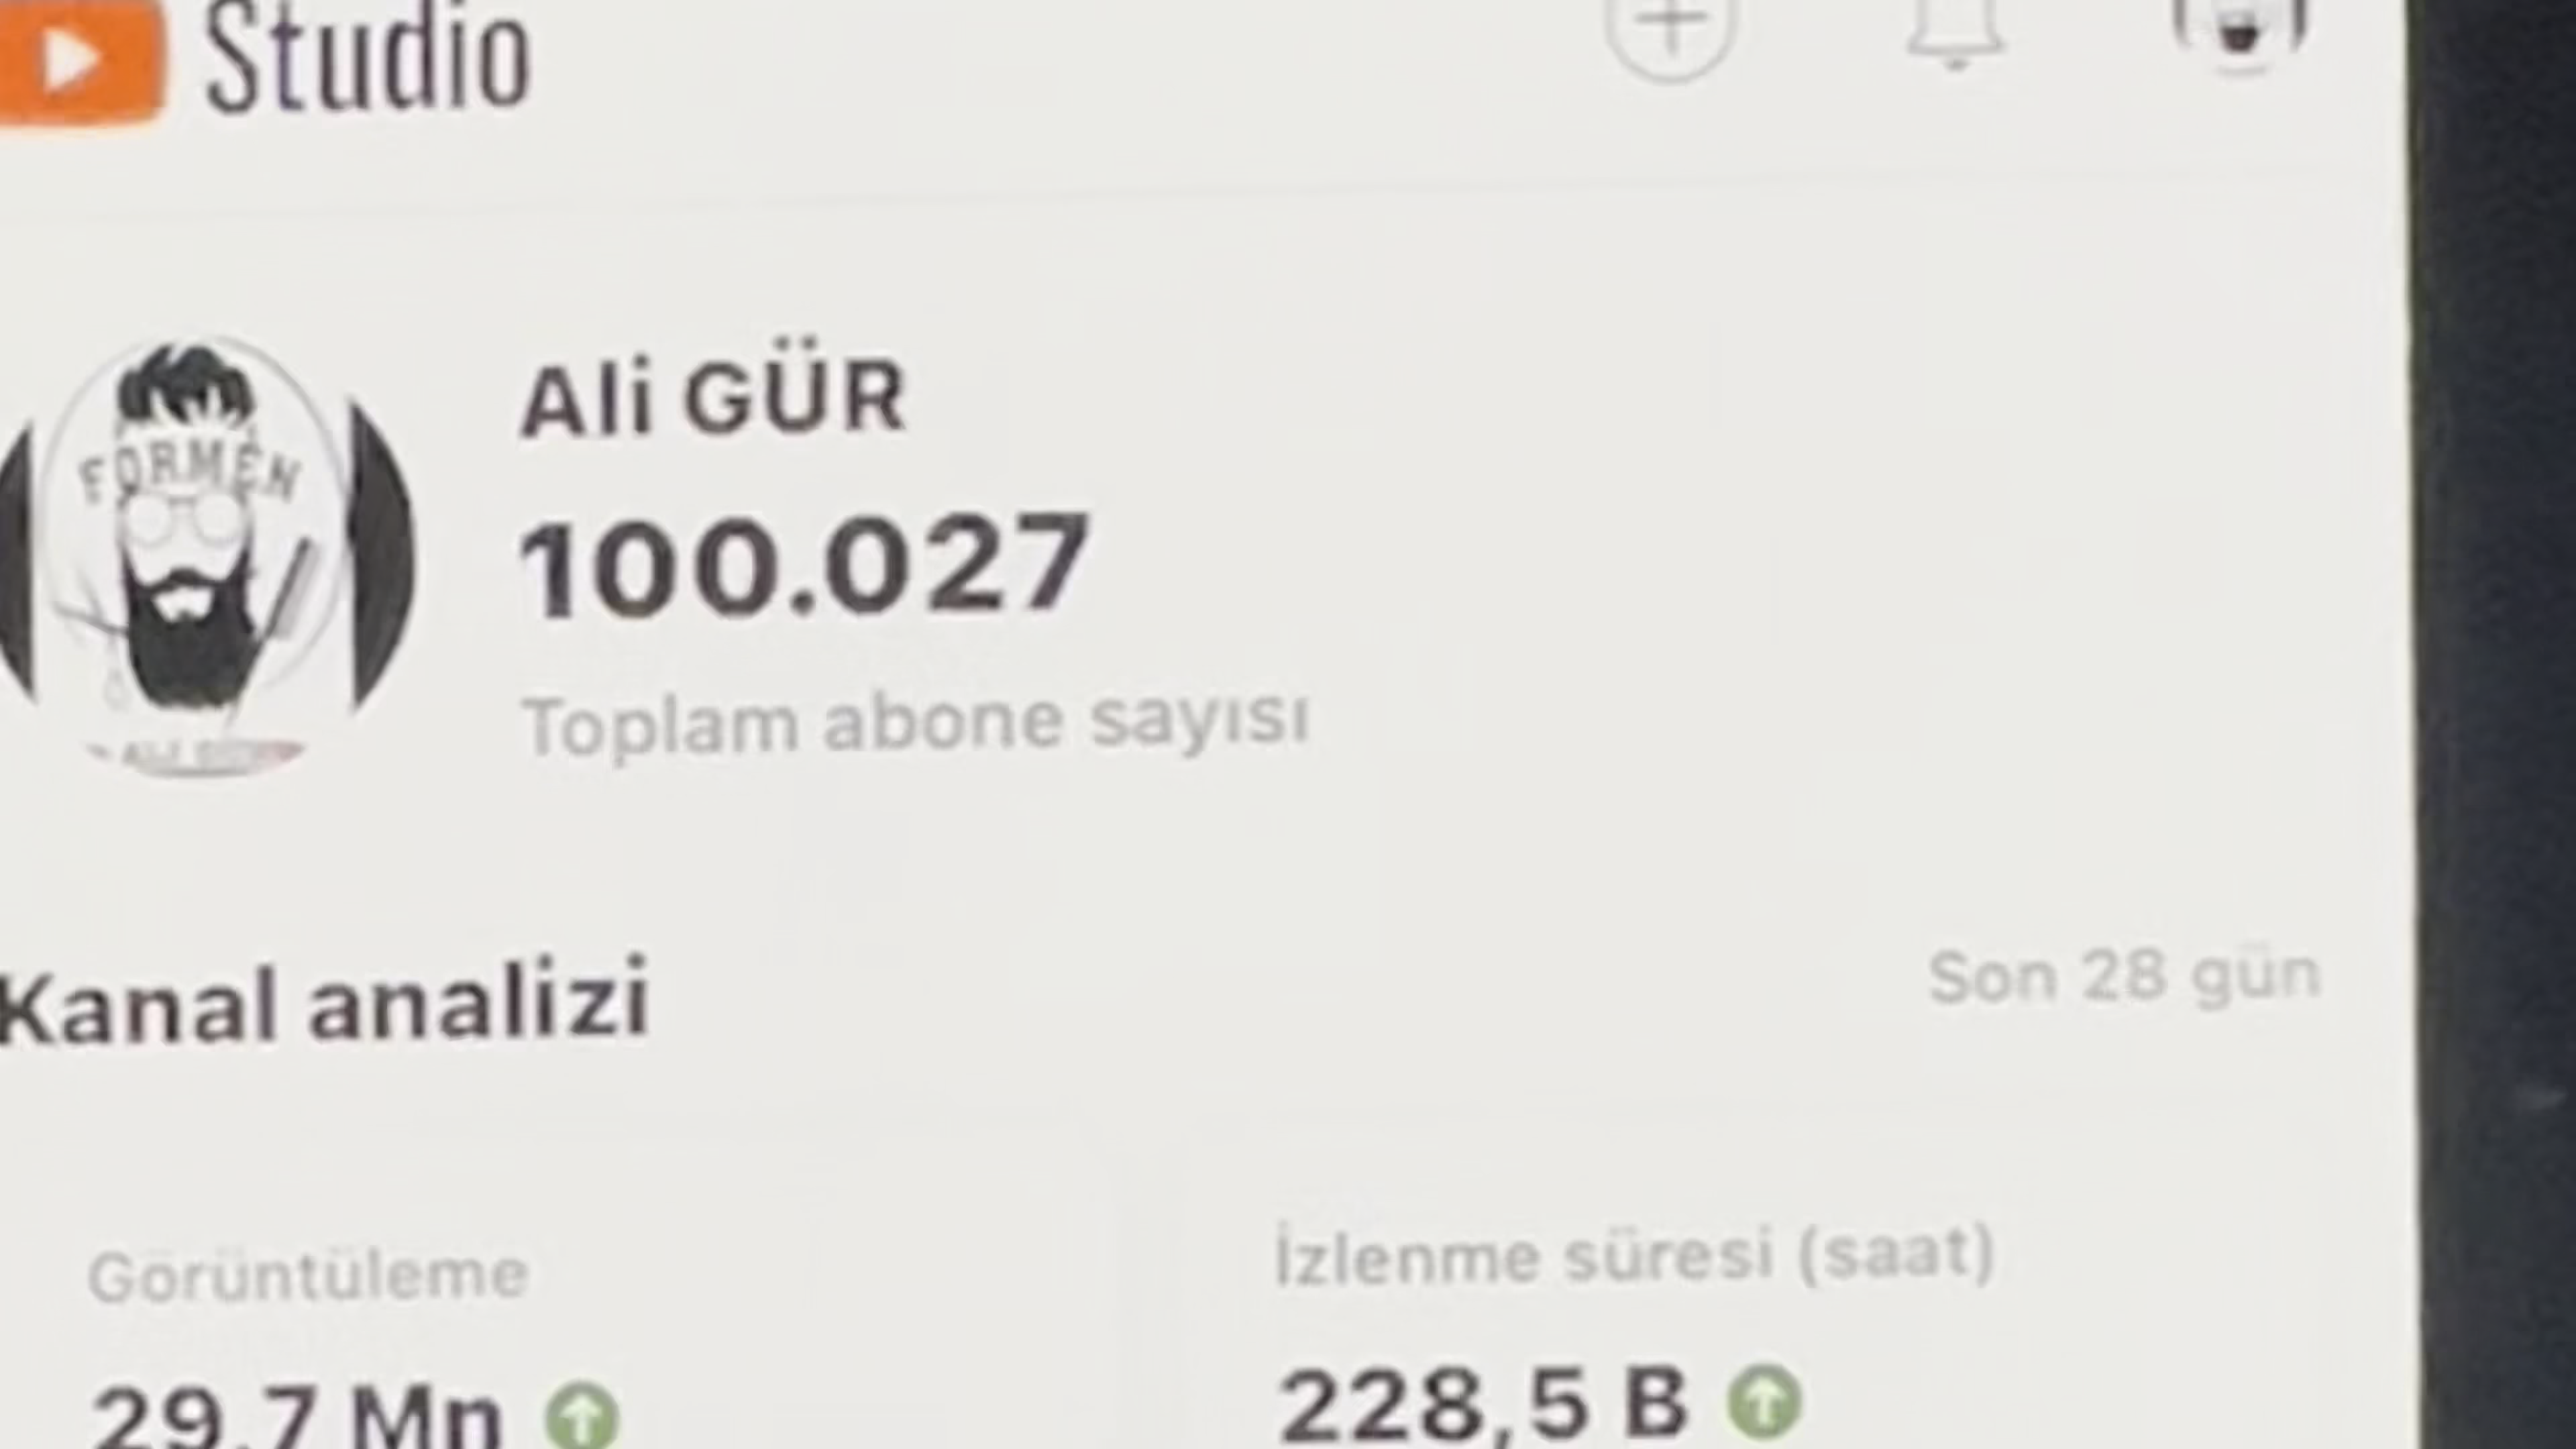 Studio
Ali GÜR
FORMEN
100.027
Toplam abone sayısı
Kanal analizi
Son 28 gün
Görüntüleme
İzlenme süresi (saat)
29,7 Mn
228,5 B